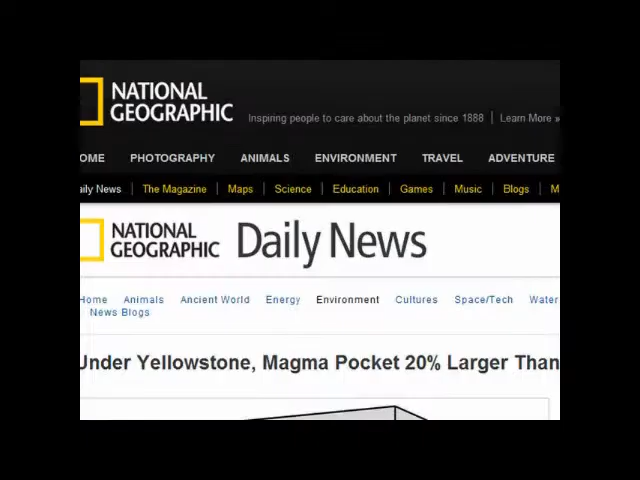 NATIONAL
GEOGRAPHIC
Inspiring people to care about the planet since 1888 | Learn More »
OME PHOTOGRAPHY ANIMALS ENVIRONMENT TRAVEL ADVENTURE
aily News | The Magazine | Maps | Science | Education | Games | Music | Blogs | M
NATIONAL
GEOGRAPHIC
Daily News
Home Animals Ancient World Energy Environment Cultures Space/Tech Water
News Blogs
Under Yellowstone, Magma Pocket 20% Larger Than